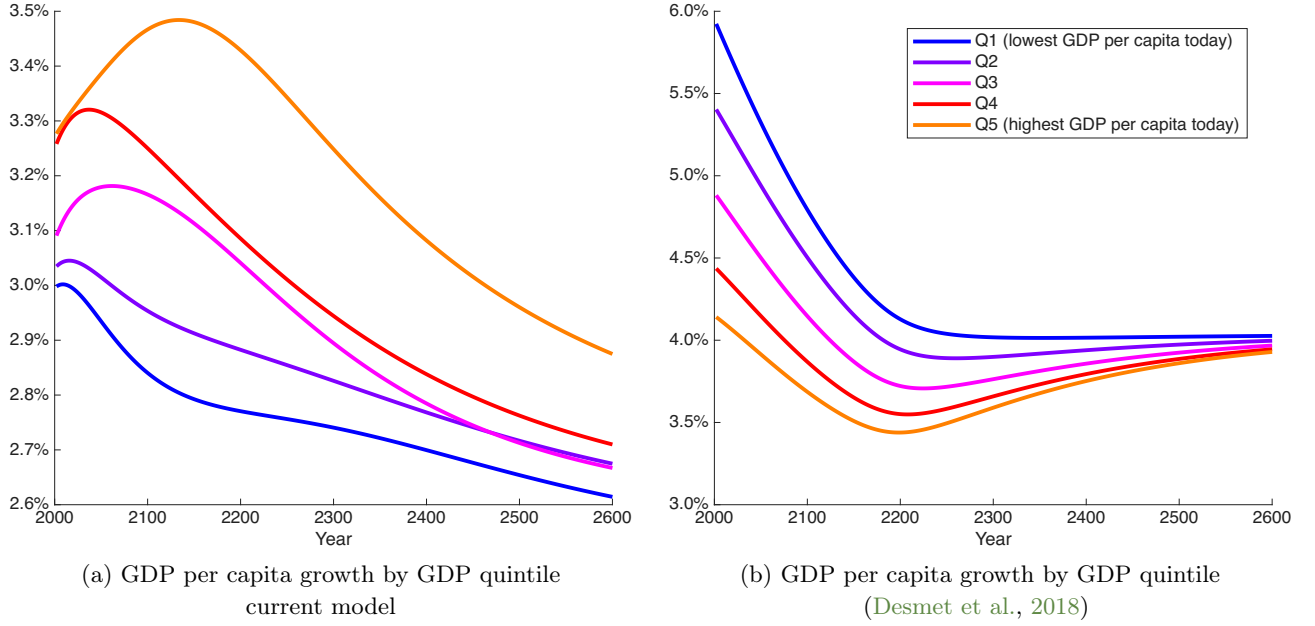 3.5%
3.4%
3.3%
3.2%
3.1%
3.0%
2.9%
2.8%
2.7%
2.6%
2000 2100 2200 2300 2400 2500 2600
Year
(a) GDP per capita growth by GDP quintile
current model
6.0%
5.5%
5.0%
4.5%
4.0%
3.5%
3.0%
Q1 (lowest GDP per capita today)
Q2
Q3
Q4
Q5 (highest GDP per capita today)
2000 2100 2200 2300 2400 2500 2600
Year
(b) GDP per capita growth by GDP quintile
(Desmet et al., 2018)